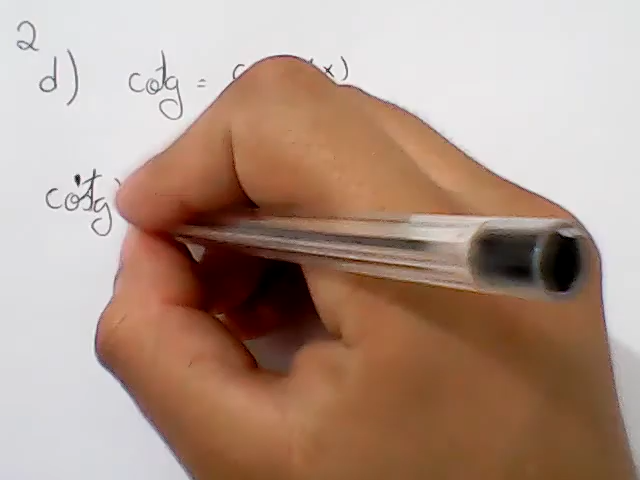 2
d) cotg = c x)
cotg